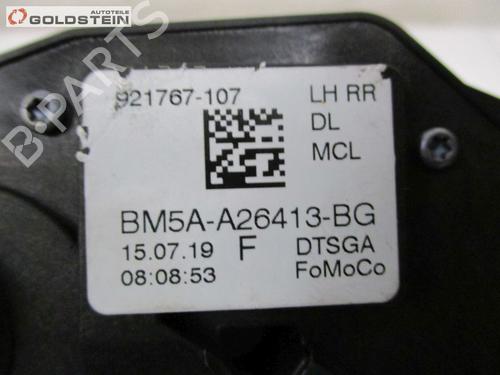 Autoteile
GOLDSTEIN
B-PARTS
921767-107
LH RR
DL
MCL
BM5A-A26413-BG
15.07.19 F DTSGA
08:08:53 FoMoCo